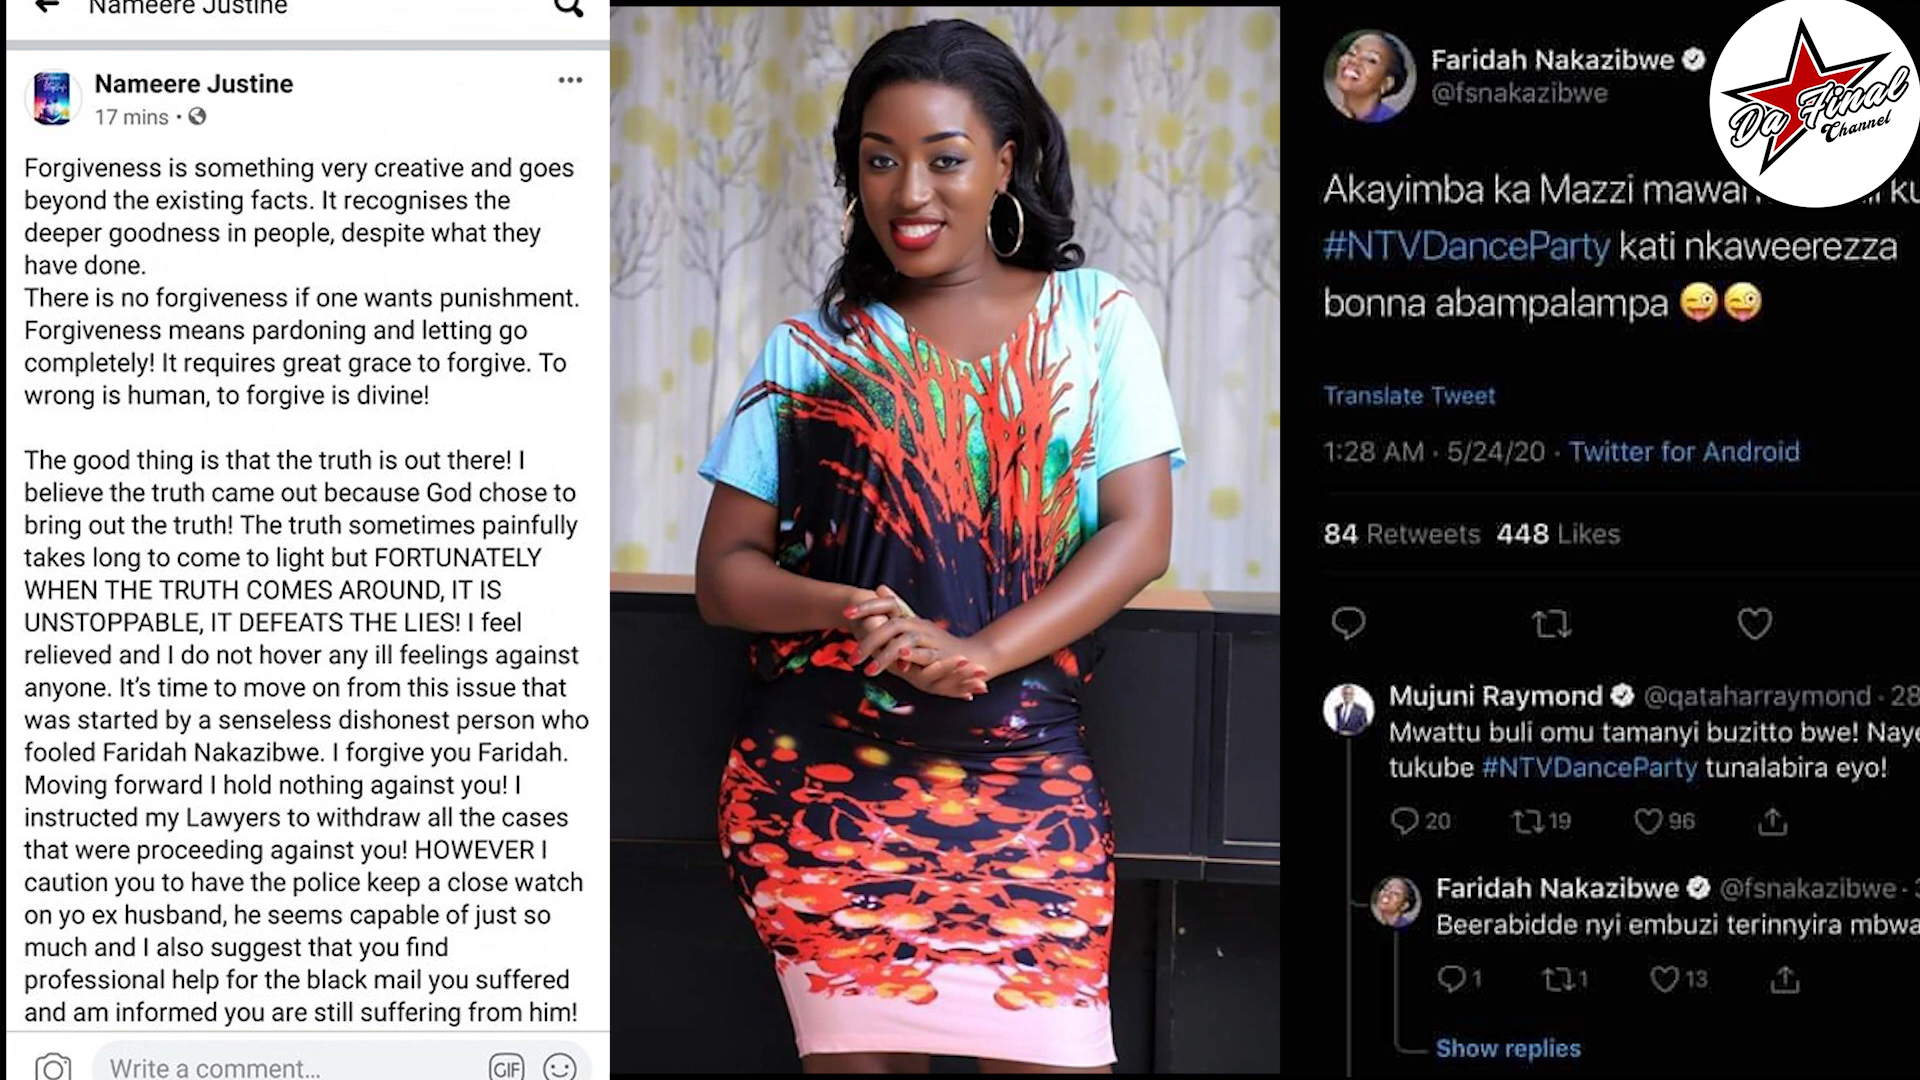 Nameere Justine
Nameere Justine
17 mins
Forgiveness is something very creative and goes
beyond the existing facts. It recognises the
deeper goodness in people, despite what they
have done.
There is no forgiveness if one wants punishment.
Forgiveness means pardoning and letting go
completely! It requires great grace to forgive. To
wrong is human, to forgive is divine!
The good thing is that the truth is out there! I
believe the truth came out because God chose to
bring out the truth! The truth sometimes painfully
takes long to come to light but FORTUNATELY
WHEN THE TRUTH COMES AROUND, IT IS
UNSTOPPABLE, IT DEFEATS THE LIES! I feel
relieved and I do not hover any ill feelings against
anyone. It's time to move on from this issue that
was started by a senseless dishonest person who
fooled Faridah Nakazibwe. I forgive you Faridah.
Moving forward I hold nothing against you! I
instructed my Lawyers to withdraw all the cases
that were proceeding against you! HOWEVER I
caution you to have the police keep a close watch
on yo ex husband, he seems capable of just so
much and I also suggest that you find
professional help for the black mail you suffered
and am informed you are still suffering from him!
Write a comment...
GIF
Faridah Nakazibwe
@fsnakazibwe
Da Final
Channel
Akayimba ka Mazzi ku
#NTVDanceParty kati nkaweerezza
bonna abampalampa 😜😜
Translate Tweet
1:28 AM · 5/24/20 · Twitter for Android
84 Retweets 448 Likes
Mujuni Raymond @qataharraymond · 28
Mwattu buli omu tamanyi buzitto bwe! Naye
tukube #NTVDanceParty tunalabira eyo!
20 19 96
Faridah Nakazibwe @fsnakazibwe ·
Beerabidde nyi embuzi terinnyira mbwa
1 1 13
Show replies